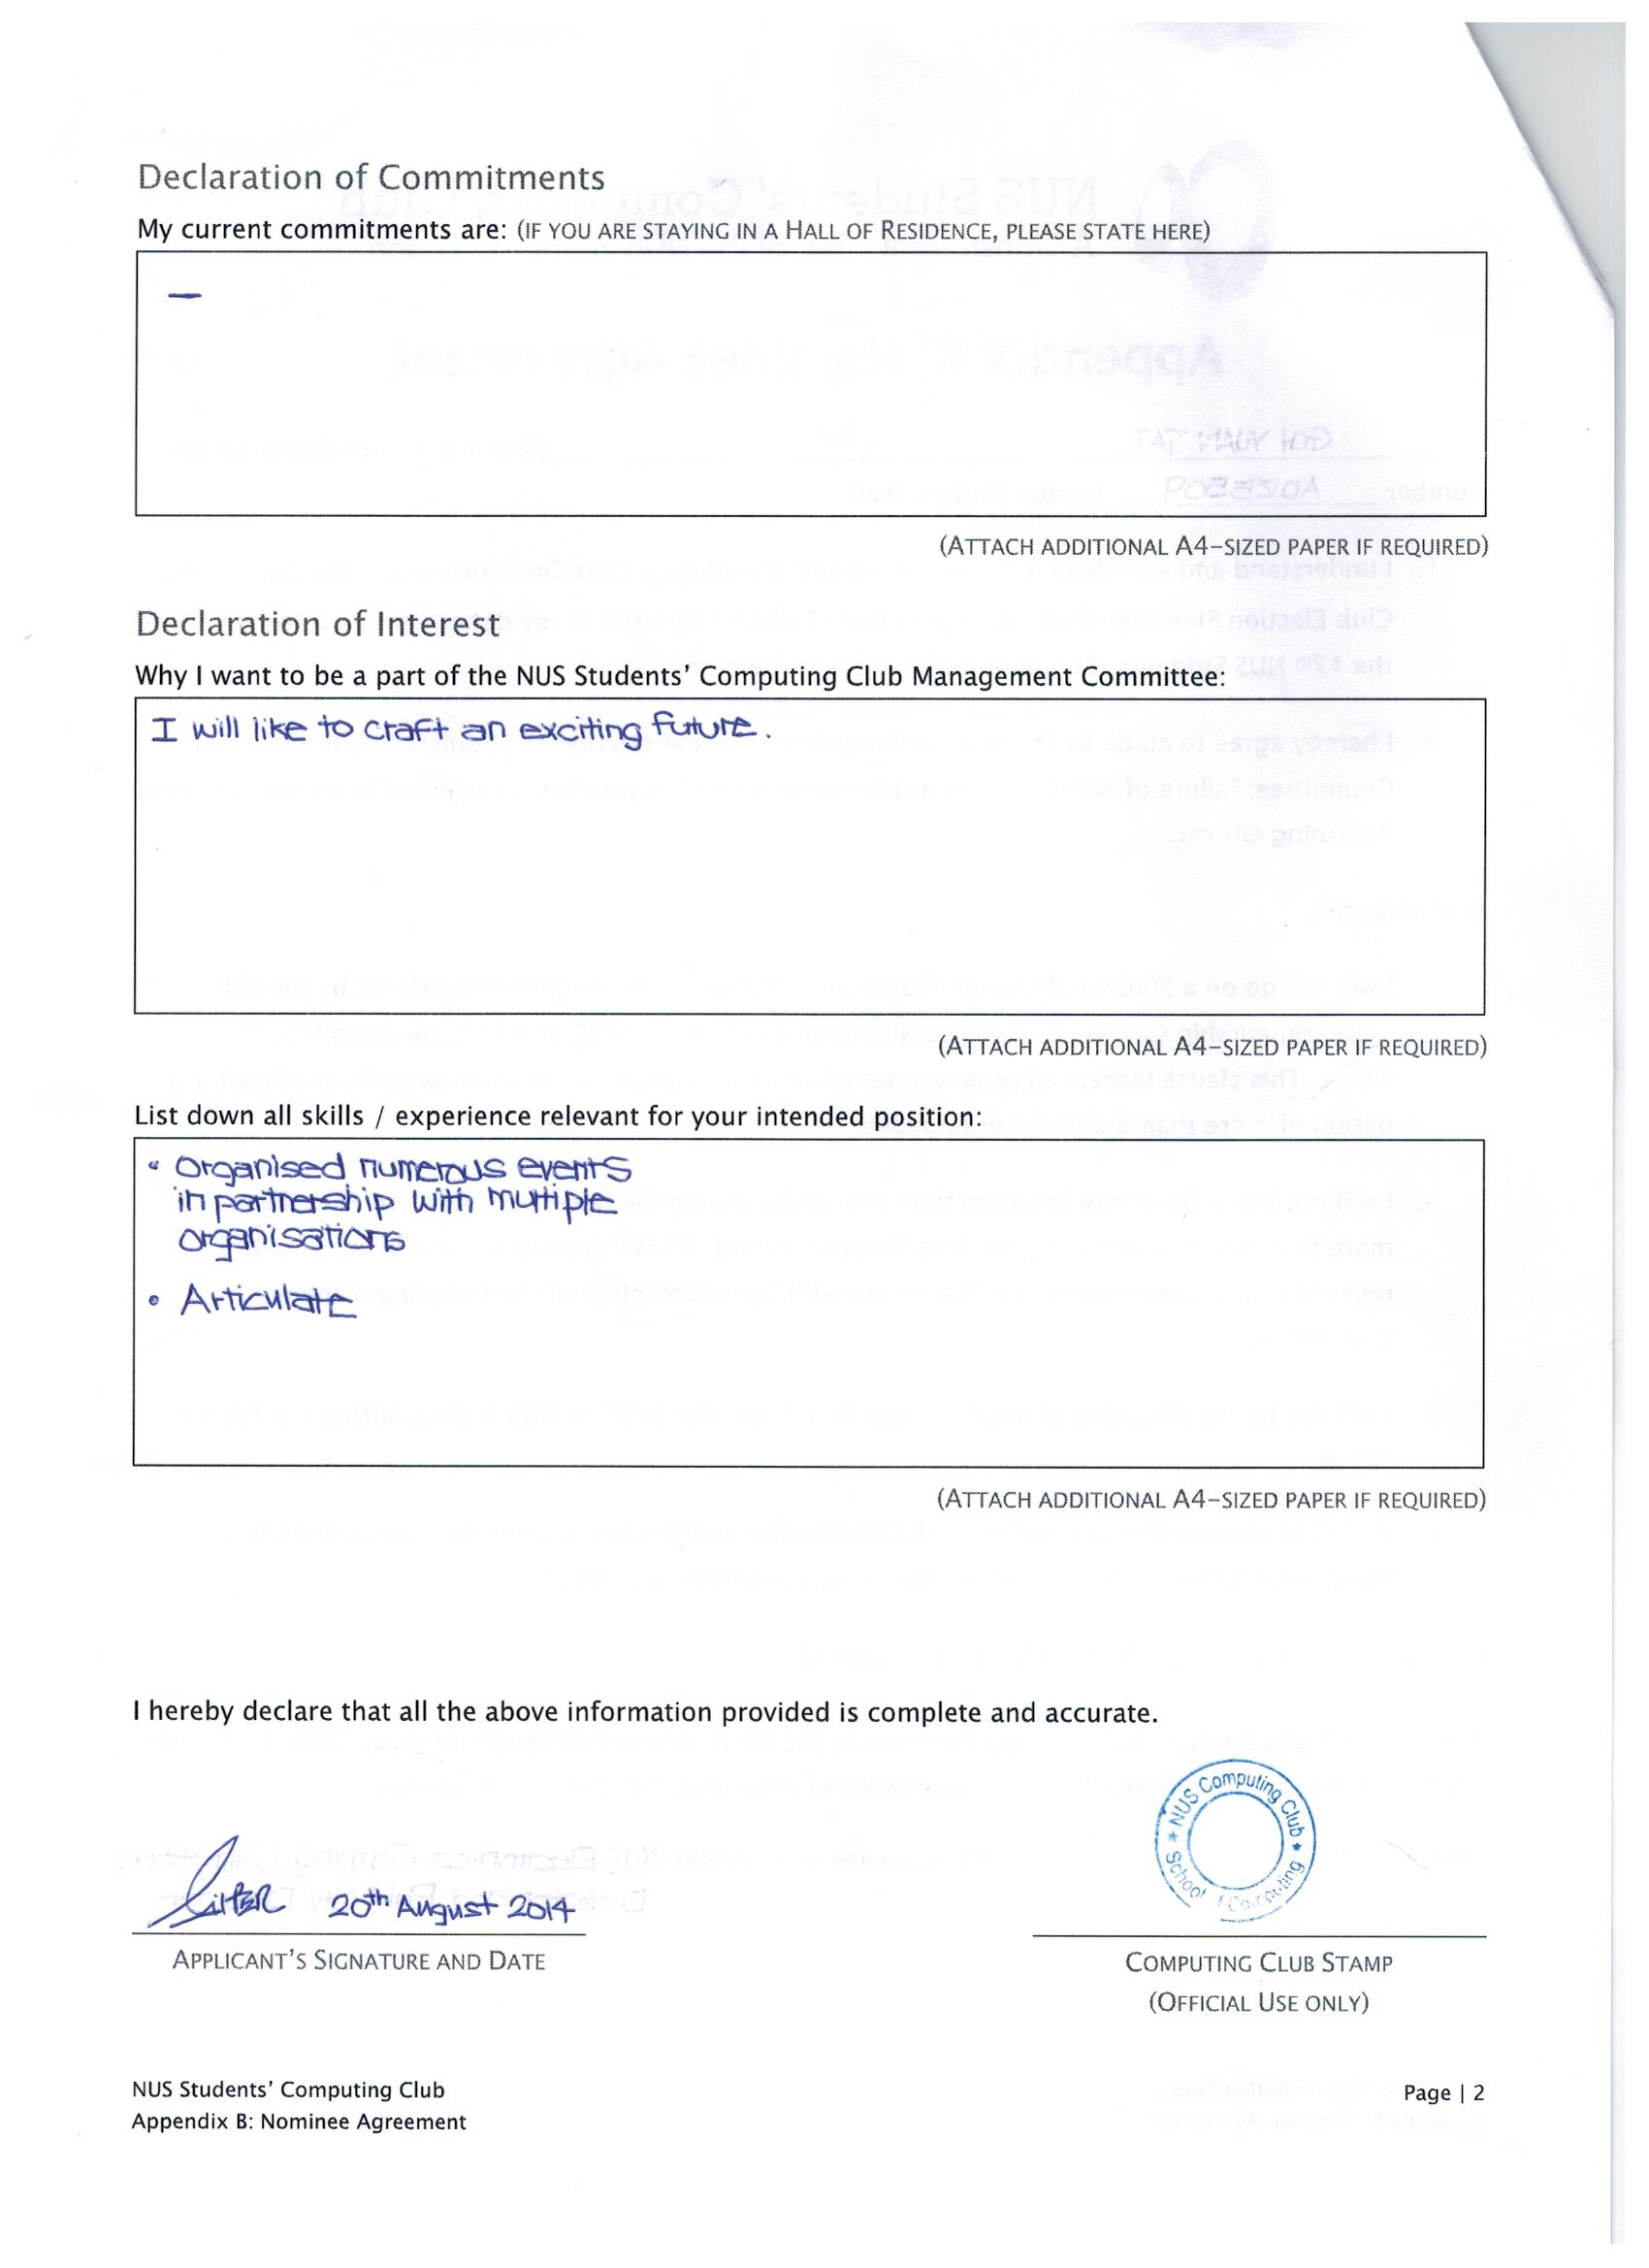 Declaration of Commitments
My current commitments are: (IF YOU ARE STAYING IN A HALL OF RESIDENCE, PLEASE STATE HERE)
—
(ATTACH ADDITIONAL A4-SIZED PAPER IF REQUIRED)
Declaration of Interest
Why I want to be a part of the NUS Students' Computing Club Management Committee:
I will like to craft an exciting future.
(ATTACH ADDITIONAL A4-SIZED PAPER IF REQUIRED)
List down all skills / experience relevant for your intended position:
• Organised numerous events
in partnership with multiple
organisations
• Articulate
(ATTACH ADDITIONAL A4-SIZED PAPER IF REQUIRED)
I hereby declare that all the above information provided is complete and accurate.
★ NUS Computing Club ★
School of Computing
20th August 2014
APPLICANT'S SIGNATURE AND DATE
COMPUTING CLUB STAMP
(OFFICIAL USE ONLY)
NUS Students' Computing Club
Page | 2
Appendix B: Nominee Agreement